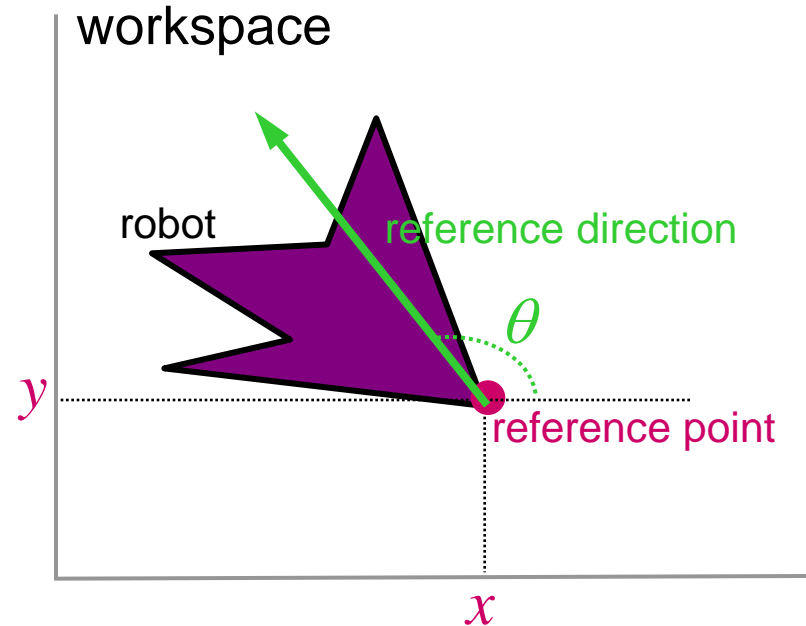 workspace
robot
reference direction
θ
y
reference point
x